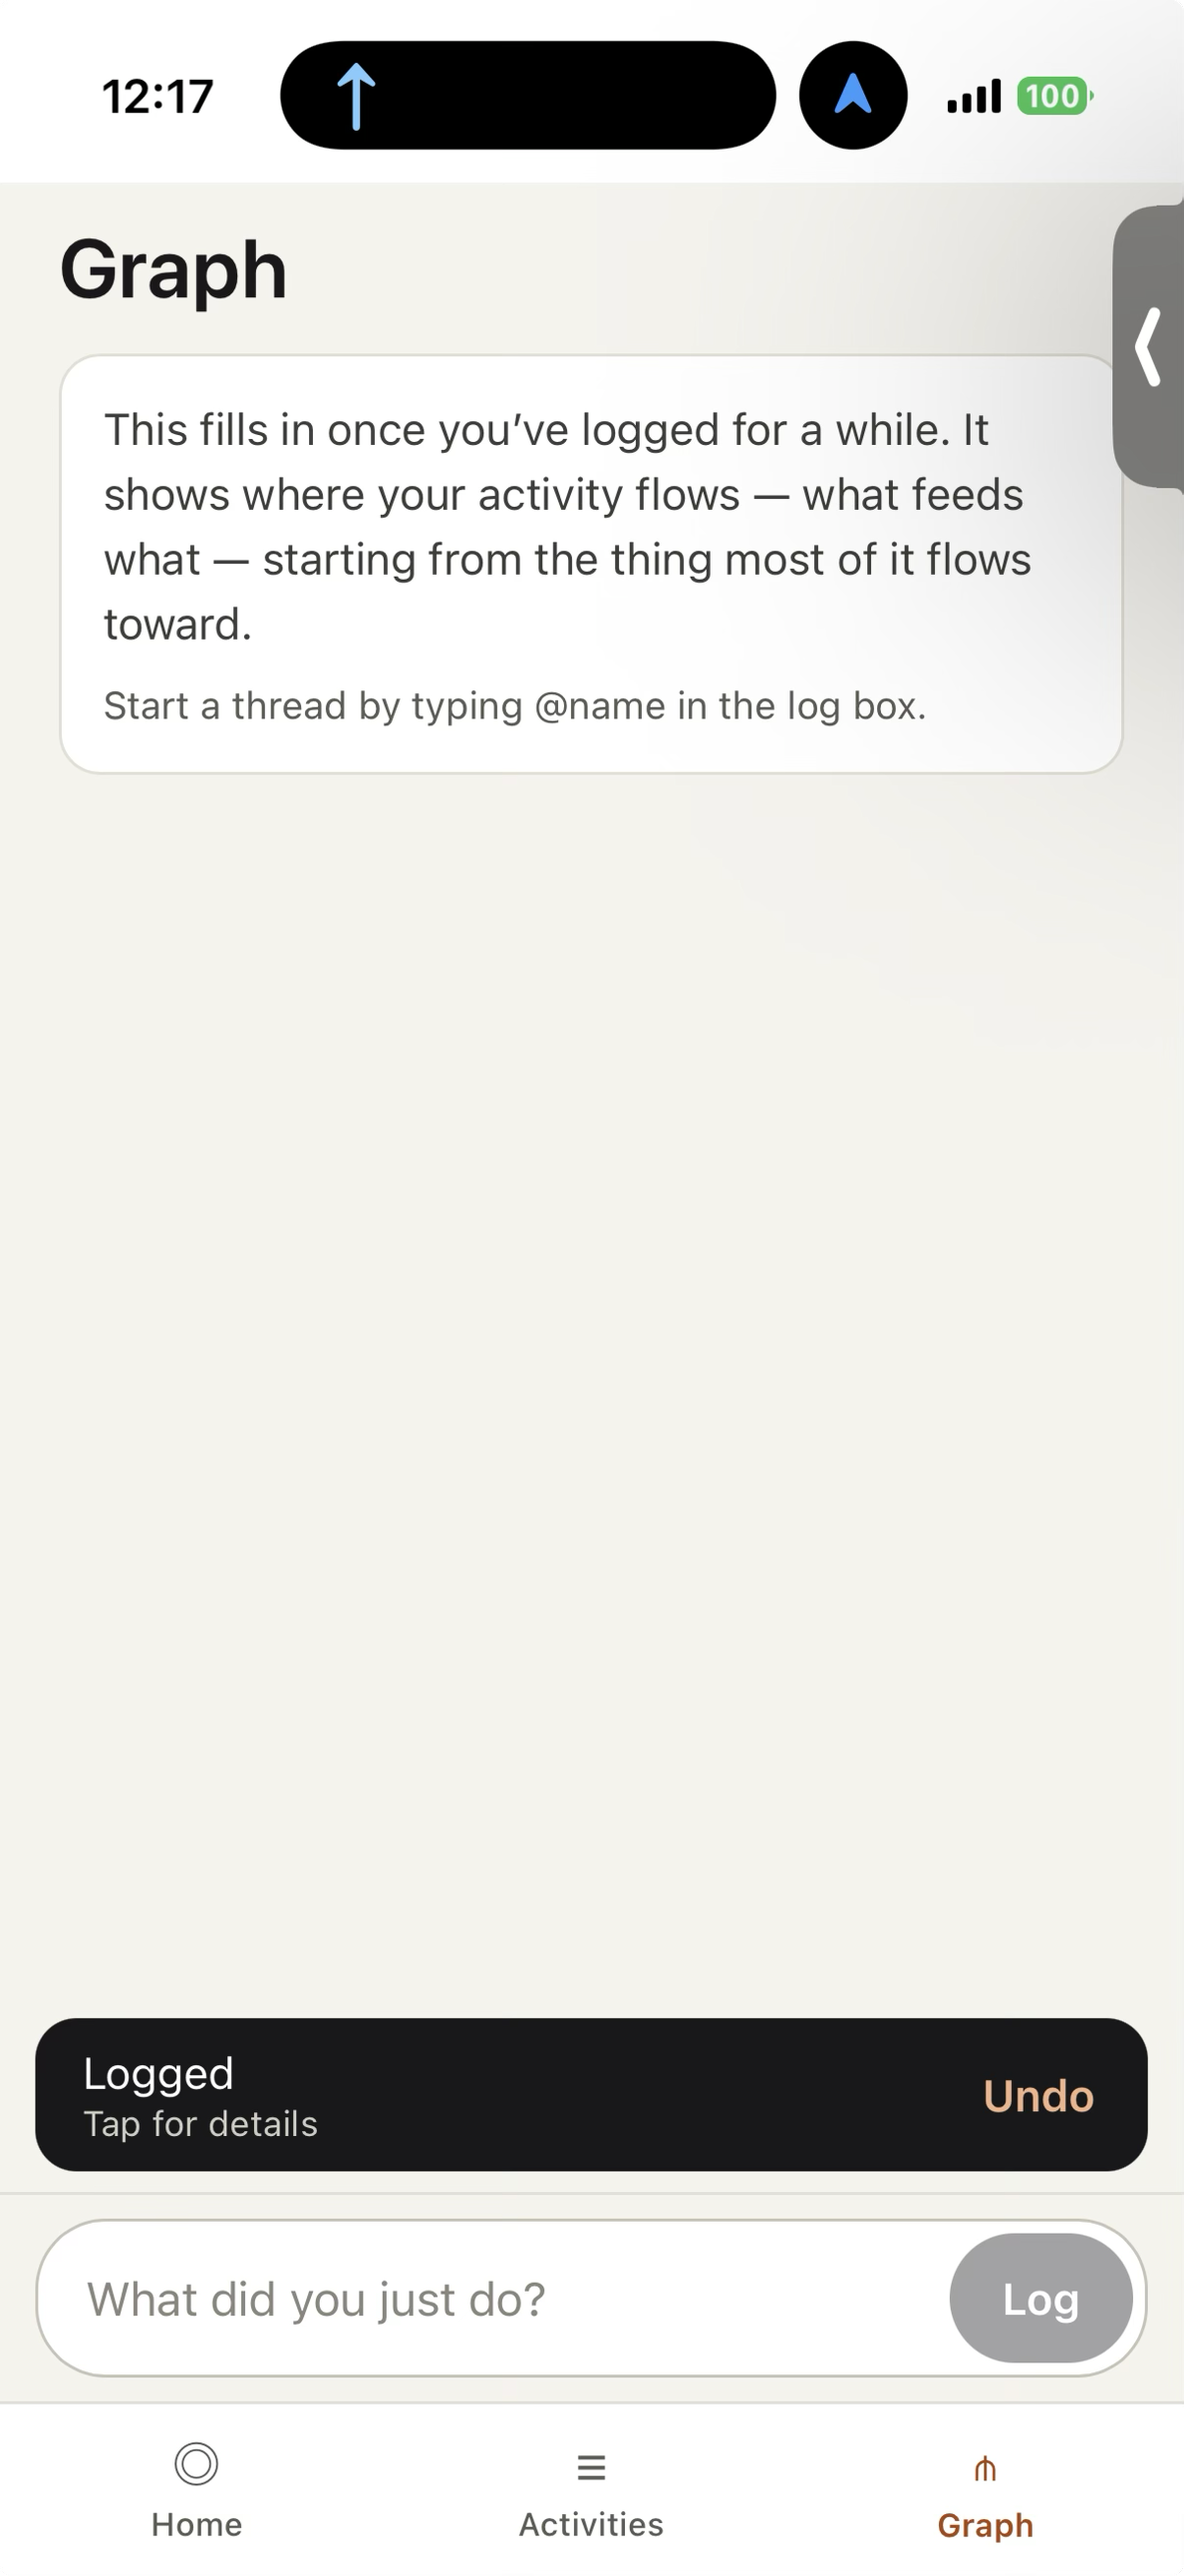 12:17
100
Graph
This fills in once you’ve logged for a while. It
shows where your activity flows — what feeds
what — starting from the thing most of it flows
toward.
Start a thread by typing @name in the log box.
Logged
Tap for details
Undo
What did you just do?
Log
Home
Activities
Graph